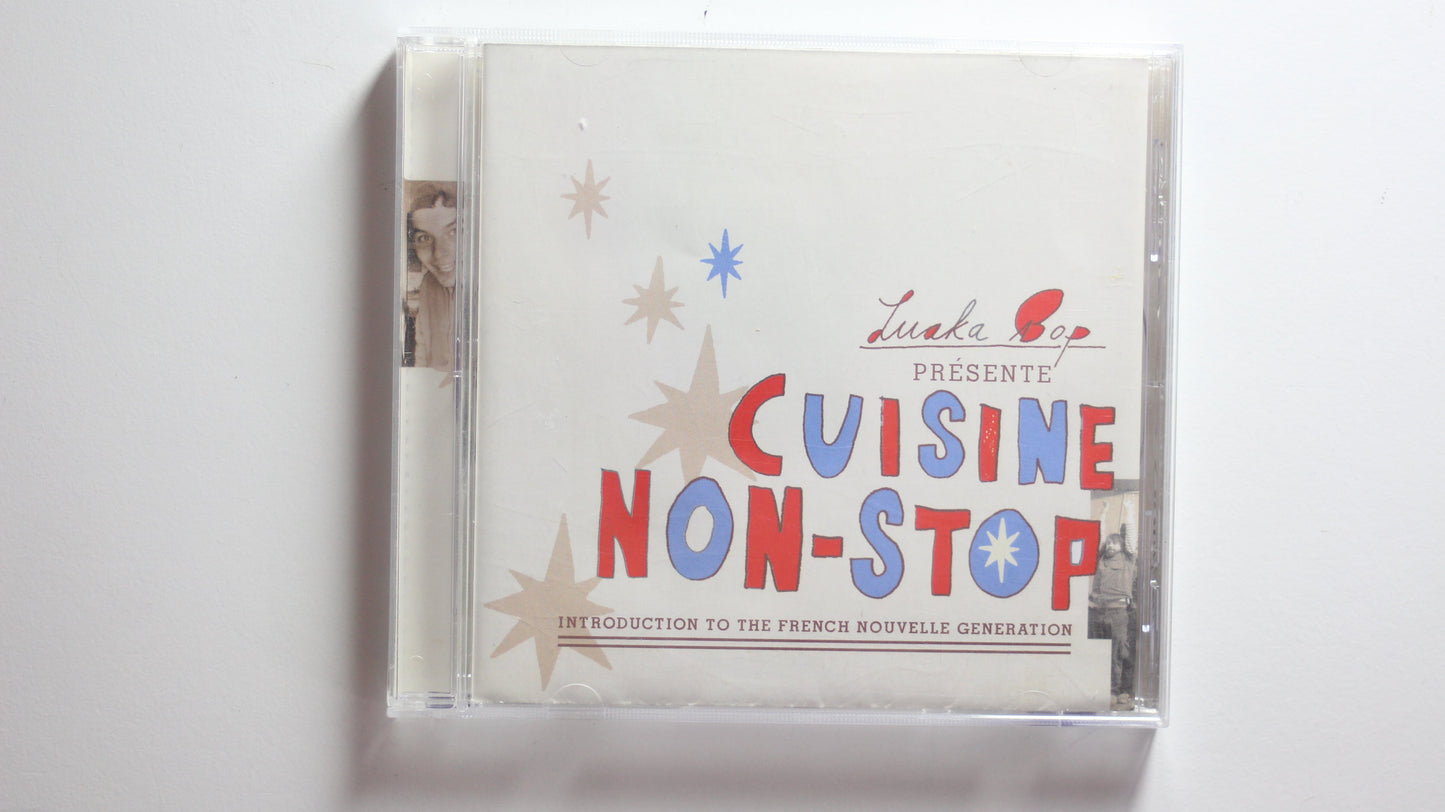 Luaka Bop
PRÉSENTE
CUISINE
NON-STOP
INTRODUCTION TO THE FRENCH NOUVELLE GENERATION